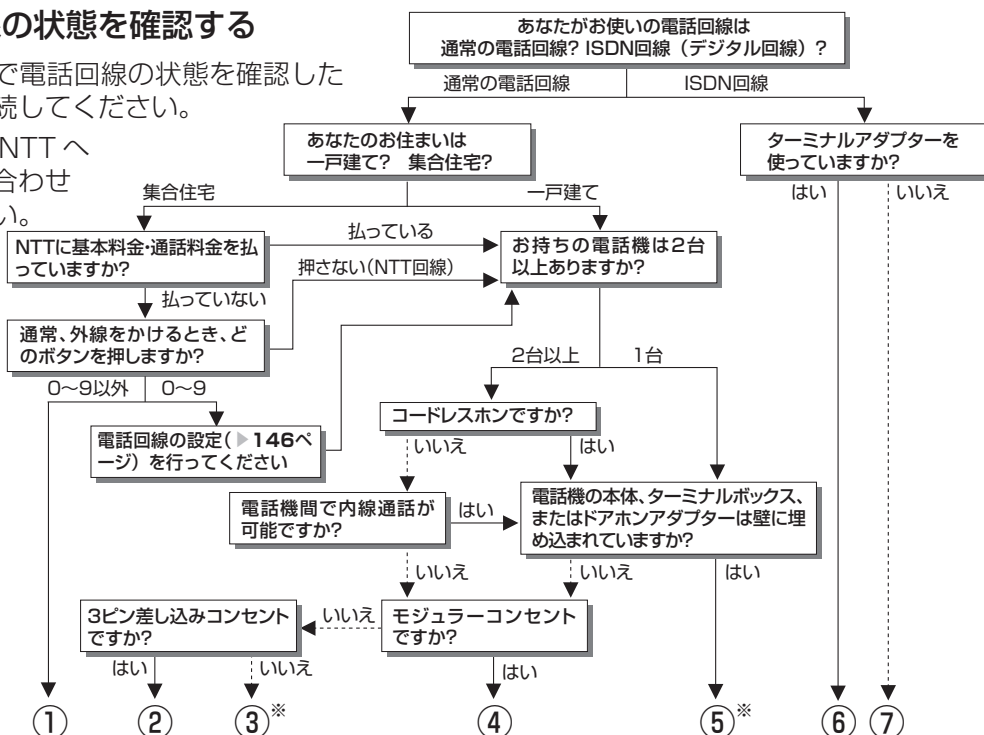 の状態を確認する
で電話回線の状態を確認した
続してください。
NTT へ
合わせ
い。
あなたがお使いの電話回線は
通常の電話回線? ISDN回線（デジタル回線）?
通常の電話回線
ISDN回線
あなたのお住まいは
一戸建て? 集合住宅?
ターミナルアダプターを
使っていますか?
集合住宅
一戸建て
はい
いいえ
NTTに基本料金・通話料金を払
っていますか?
払っている
お持ちの電話機は2台
以上ありますか?
押さない(NTT回線)
払っていない
通常、外線をかけるとき、ど
のボタンを押しますか?
2台以上
1台
0〜9以外
0〜9
コードレスホンですか?
電話回線の設定(▶146ペ
ージ）を行ってください
いいえ
はい
電話機間で内線通話が
可能ですか?
はい
電話機の本体、ターミナルボックス、
またはドアホンアダプターは壁に埋
め込まれていますか?
いいえ
いいえ
はい
3ピン差し込みコンセント
ですか?
いいえ
モジュラーコンセント
ですか?
はい
いいえ
はい
① ② ③※ ④ ⑤※ ⑥ ⑦